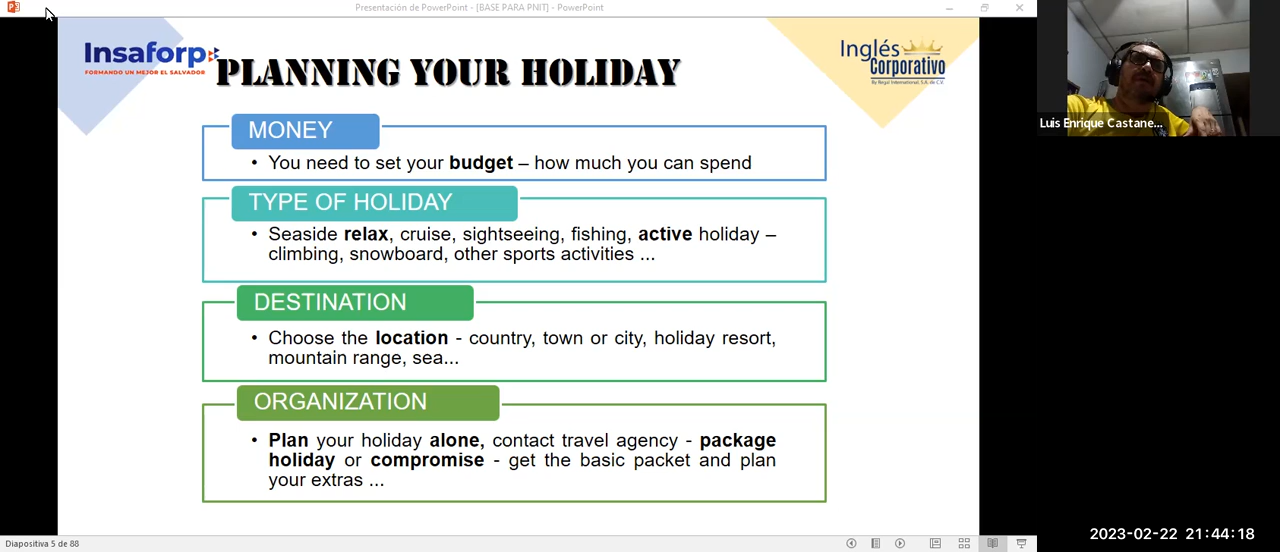 Presentación de PowerPoint - [BASE PARA PNIT] - PowerPoint
Insaforp
FORMANDO UN MEJOR EL SALVADOR
PLANNING YOUR HOLIDAY
Inglés
Corporativo
By Regal International, S.A. de C.V.
MONEY
• You need to set your budget – how much you can spend
TYPE OF HOLIDAY
• Seaside relax, cruise, sightseeing, fishing, active holiday –
climbing, snowboard, other sports activities ...
DESTINATION
• Choose the location - country, town or city, holiday resort,
mountain range, sea...
ORGANIZATION
• Plan your holiday alone, contact travel agency - package
holiday or compromise - get the basic packet and plan
your extras ...
Diapositiva 5 de 88
Luis Enrique Castane...
2023-02-22 21:44:18